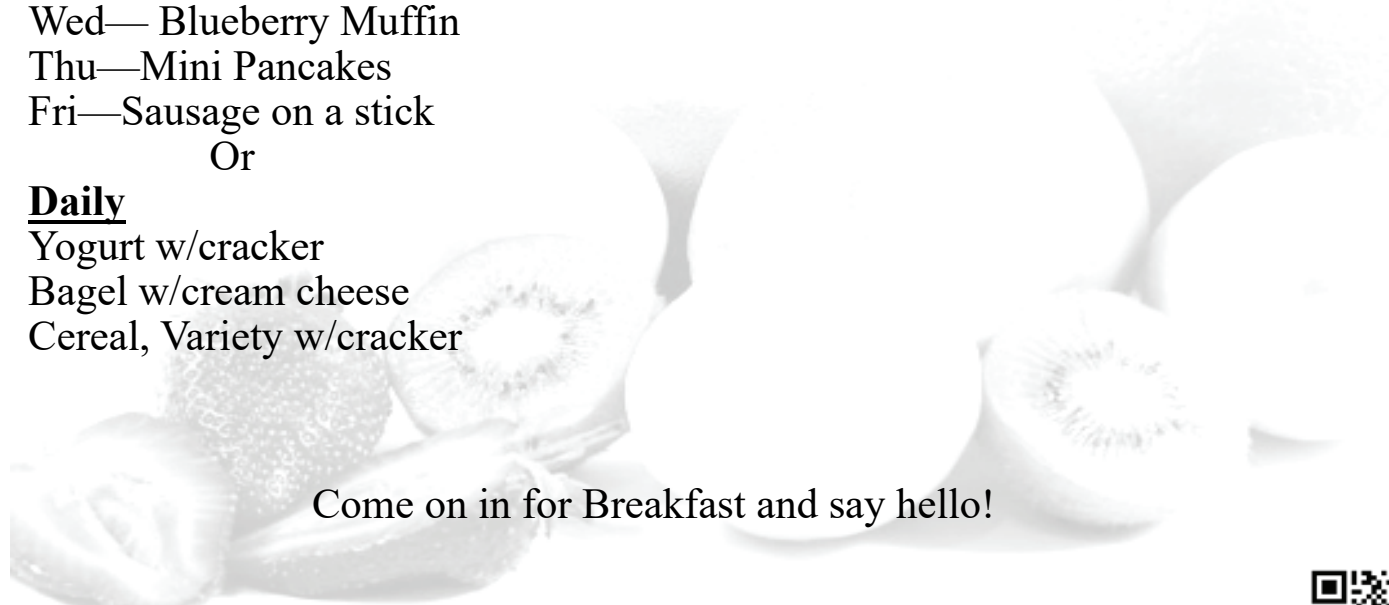 Wed— Blueberry Muffin
Thu—Mini Pancakes
Fri—Sausage on a stick
Or
Daily
Yogurt w/cracker
Bagel w/cream cheese
Cereal, Variety w/cracker
Come on in for Breakfast and say hello!